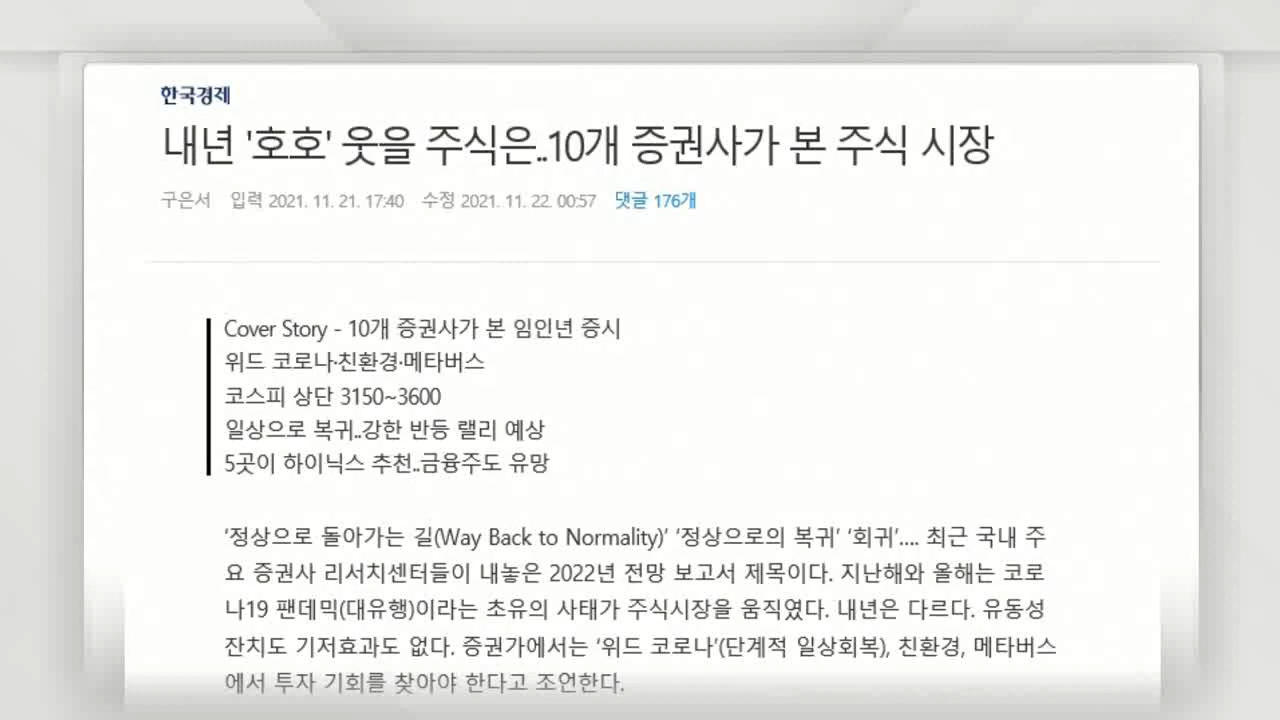 한국경제
내년 '호호' 웃을 주식은..10개 증권사가 본 주식 시장
구은서 입력 2021. 11. 21. 17:40 수정 2021. 11. 22. 00:57 댓글 176개
Cover Story - 10개 증권사가 본 임인년 증시
위드 코로나·친환경·메타버스
코스피 상단 3150~3600
일상으로 복귀..강한 반등 랠리 예상
5곳이 하이닉스 추천..금융주도 유망
‘정상으로 돌아가는 길(Way Back to Normality)’ ‘정상으로의 복귀’ ‘회귀’.... 최근 국내 주
요 증권사 리서치센터들이 내놓은 2022년 전망 보고서 제목이다. 지난해와 올해는 코로
나19 팬데믹(대유행)이라는 초유의 사태가 주식시장을 움직였다. 내년은 다르다. 유동성
잔치도 기저효과도 없다. 증권가에서는 ‘위드 코로나’(단계적 일상회복), 친환경, 메타버스
에서 투자 기회를 찾아야 한다고 조언한다.